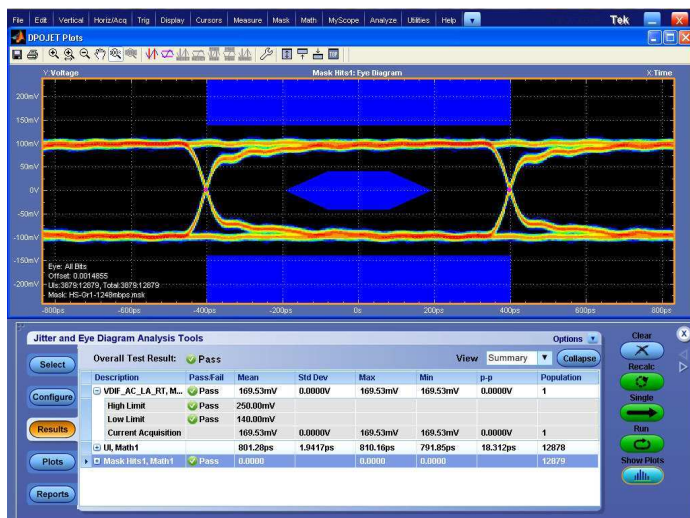 File Edit Vertical Horiz/Acq Trig Display Cursors Measure Mask Math MyScope Analyze Utilities Help Tek
DPOJET Plots
Y: Voltage Mask Hits1: Eye Diagram X: Time
200mV
150mV
100mV
50mV
0V
-50mV
-100mV
-150mV
-200mV
Eye: All Bits
Offset: 0.0014855
UIs:3879:12879, Total:3879:12879
Mask: HS-Gr1-1248mbps.msk
-800ps -600ps -400ps -200ps 0s 200ps 400ps 600ps 800ps
Jitter and Eye Diagram Analysis Tools Options Clear
Select Overall Test Result: Pass View Summary Collapse
Recalc
Description Pass/Fail Mean Std Dev Max Min p-p Population
VDIF_AC_LA_RT, M... Pass 169.53mV 0.0000V 169.53mV 169.53mV 0.0000V 1
Configure
High Limit Pass 250.00mV
Single
Low Limit Pass 140.00mV
Results
Current Acquisition 169.53mV 0.0000V 169.53mV 169.53mV 0.0000V 1
Run
UI, Math1 801.28ps 1.9417ps 810.16ps 791.85ps 18.312ps 12878
Plots Mask Hits1, Math1 Pass 0.0000 12879
Show Plots
Reports